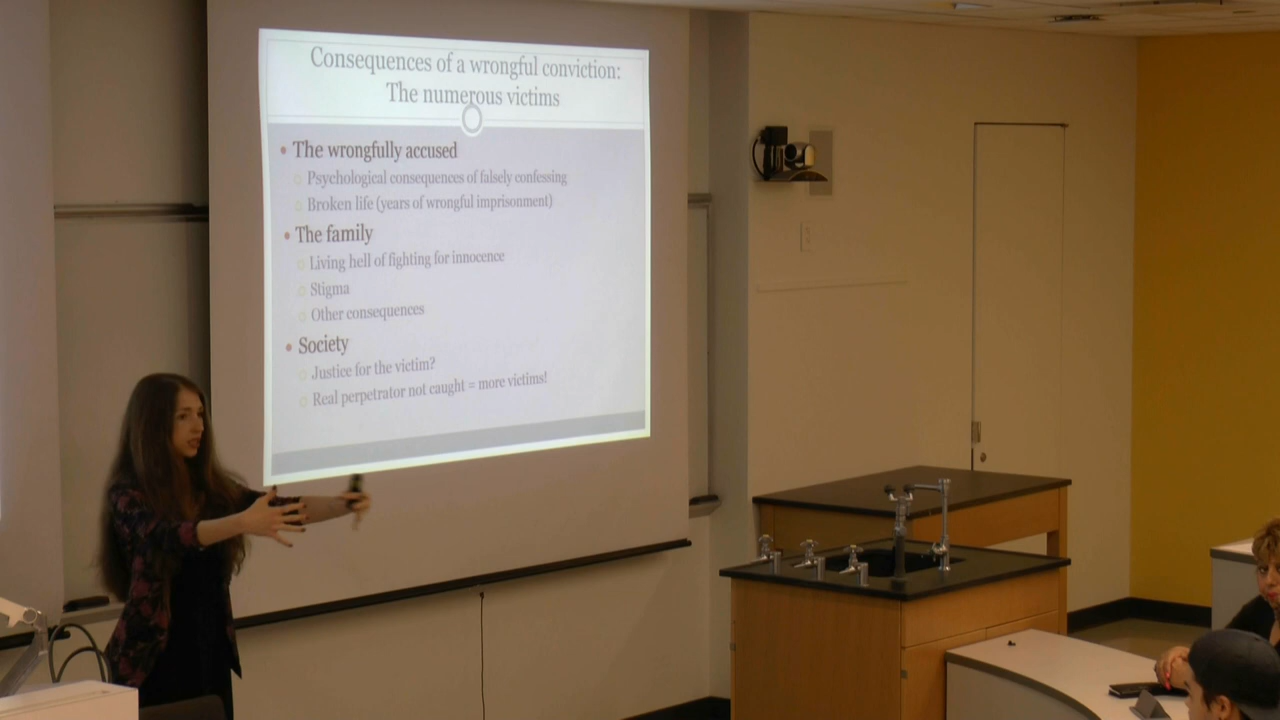 Consequences of a wrongful conviction:
The numerous victims
The wrongfully accused
Psychological consequences of falsely confessing
Broken life (years of wrongful imprisonment)
The family
Living hell of fighting for innocence
Stigma
Other consequences
Society
Justice for the victim?
Real perpetrator not caught = more victims!